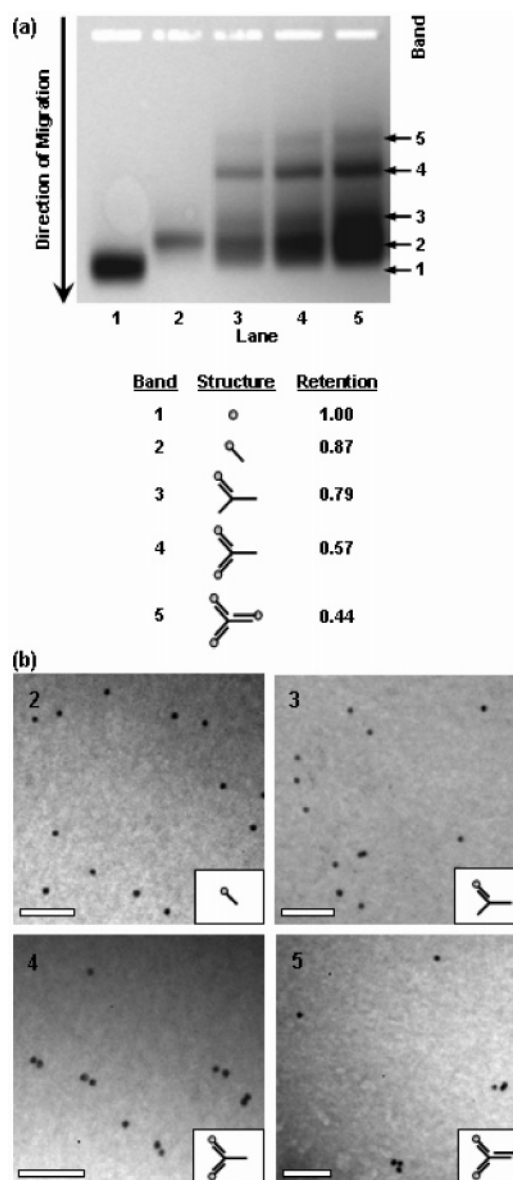 (a)
Direction of Migration
Band
5
4
3
2
1
1 2 3 4 5
Lane
Band Structure Retention
1 1.00
2 0.87
3 0.79
4 0.57
5 0.44
(b)
2 3
4 5